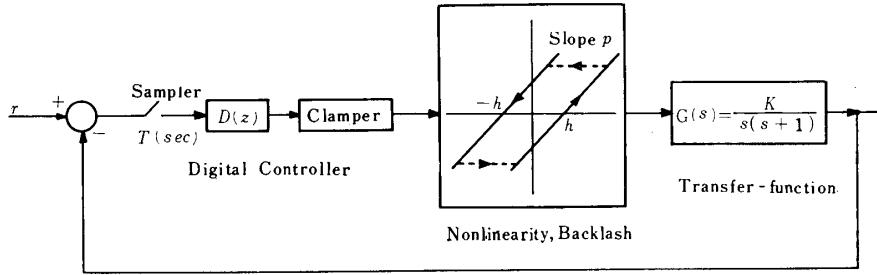 Slope p
Sampler
r
+
-
T(sec)
D(z)
Clamper
-h
h
G(s)=K/s(s+1)
Digital Controller
Transfer-function
Nonlinearity, Backlash